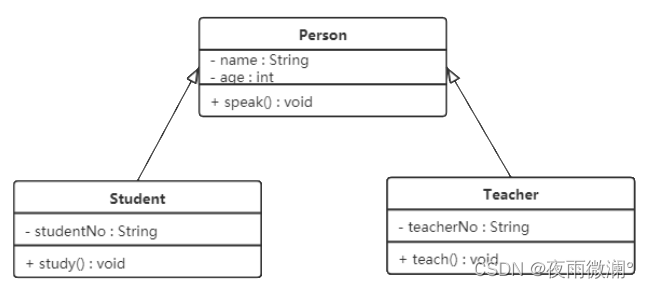 Person
- name : String
- age : int
+ speak() : void
Student
- studentNo : String
+ study() : void
Teacher
- teacherNo : String
+ teach() : void
CSDN @夜雨微澜°